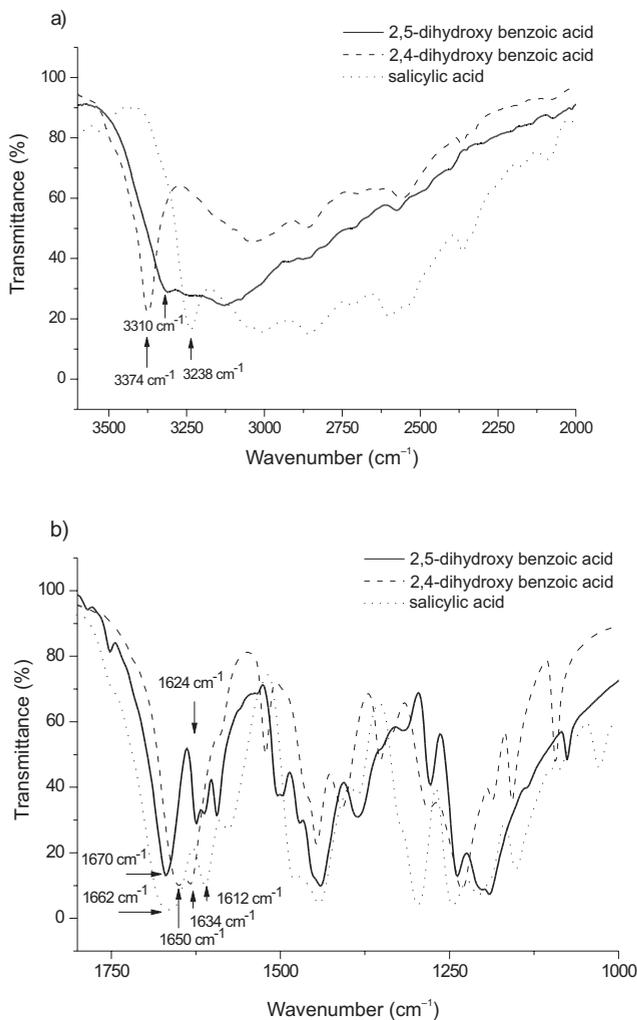 a)
2,5-dihydroxy benzoic acid
2,4-dihydroxy benzoic acid
salicylic acid
100
80
60
40
20
0
Transmittance (%)
3310 cm⁻¹
3374 cm⁻¹
3238 cm⁻¹
3500 3250 3000 2750 2500 2250 2000
Wavenumber (cm⁻¹)
b)
2,5-dihydroxy benzoic acid
2,4-dihydroxy benzoic acid
salicylic acid
100
80
60
40
20
0
Transmittance (%)
1624 cm⁻¹
1670 cm⁻¹
1662 cm⁻¹
1612 cm⁻¹
1634 cm⁻¹
1650 cm⁻¹
1750 1500 1250 1000
Wavenumber (cm⁻¹)